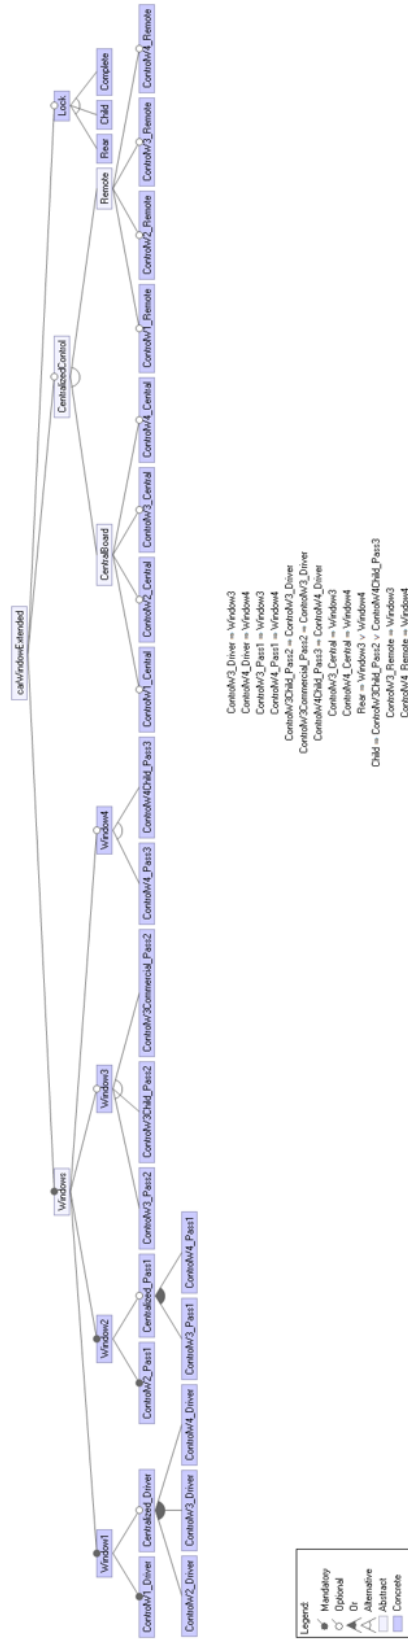 carWindowExtended
Windows
CentralizedControl
Lock
Window1
Window2
Window3
Window4
CentralBoard
Remote
Rear
Child
Complete
ControlW1_Driver
Centralized_Driver
ControlW2_Pass1
Centralized_Pass1
ControlW3_Pass2
ControlW3Child_Pass2
ControlW3Commercial_Pass2
ControlW4_Pass3
ControlW4Child_Pass3
ControlW1_Central
ControlW2_Central
ControlW3_Central
ControlW4_Central
ControlW1_Remote
ControlW2_Remote
ControlW3_Remote
ControlW4_Remote
ControlW2_Driver
ControlW3_Driver
ControlW4_Driver
ControlW3_Pass1
ControlW4_Pass1
ControlW3_Driver ⇒ Window3
ControlW4_Driver ⇒ Window4
ControlW3_Pass1 ⇒ Window3
ControlW4_Pass1 ⇒ Window4
ControlW3Child_Pass2 ⇒ ControlW3_Driver
ControlW3Commercial_Pass2 ⇒ ControlW3_Driver
ControlW4Child_Pass3 ⇒ ControlW4_Driver
ControlW3_Central ⇒ Window3
ControlW4_Central ⇒ Window4
Rear ⇒ Window3 ∨ Window4
Child ⇒ ControlW3Child_Pass2 ∨ ControlW4Child_Pass3
ControlW3_Remote ⇒ Window3
ControlW4_Remote ⇒ Window4
Legend:
Mandatory
Optional
Or
Alternative
Abstract
Concrete